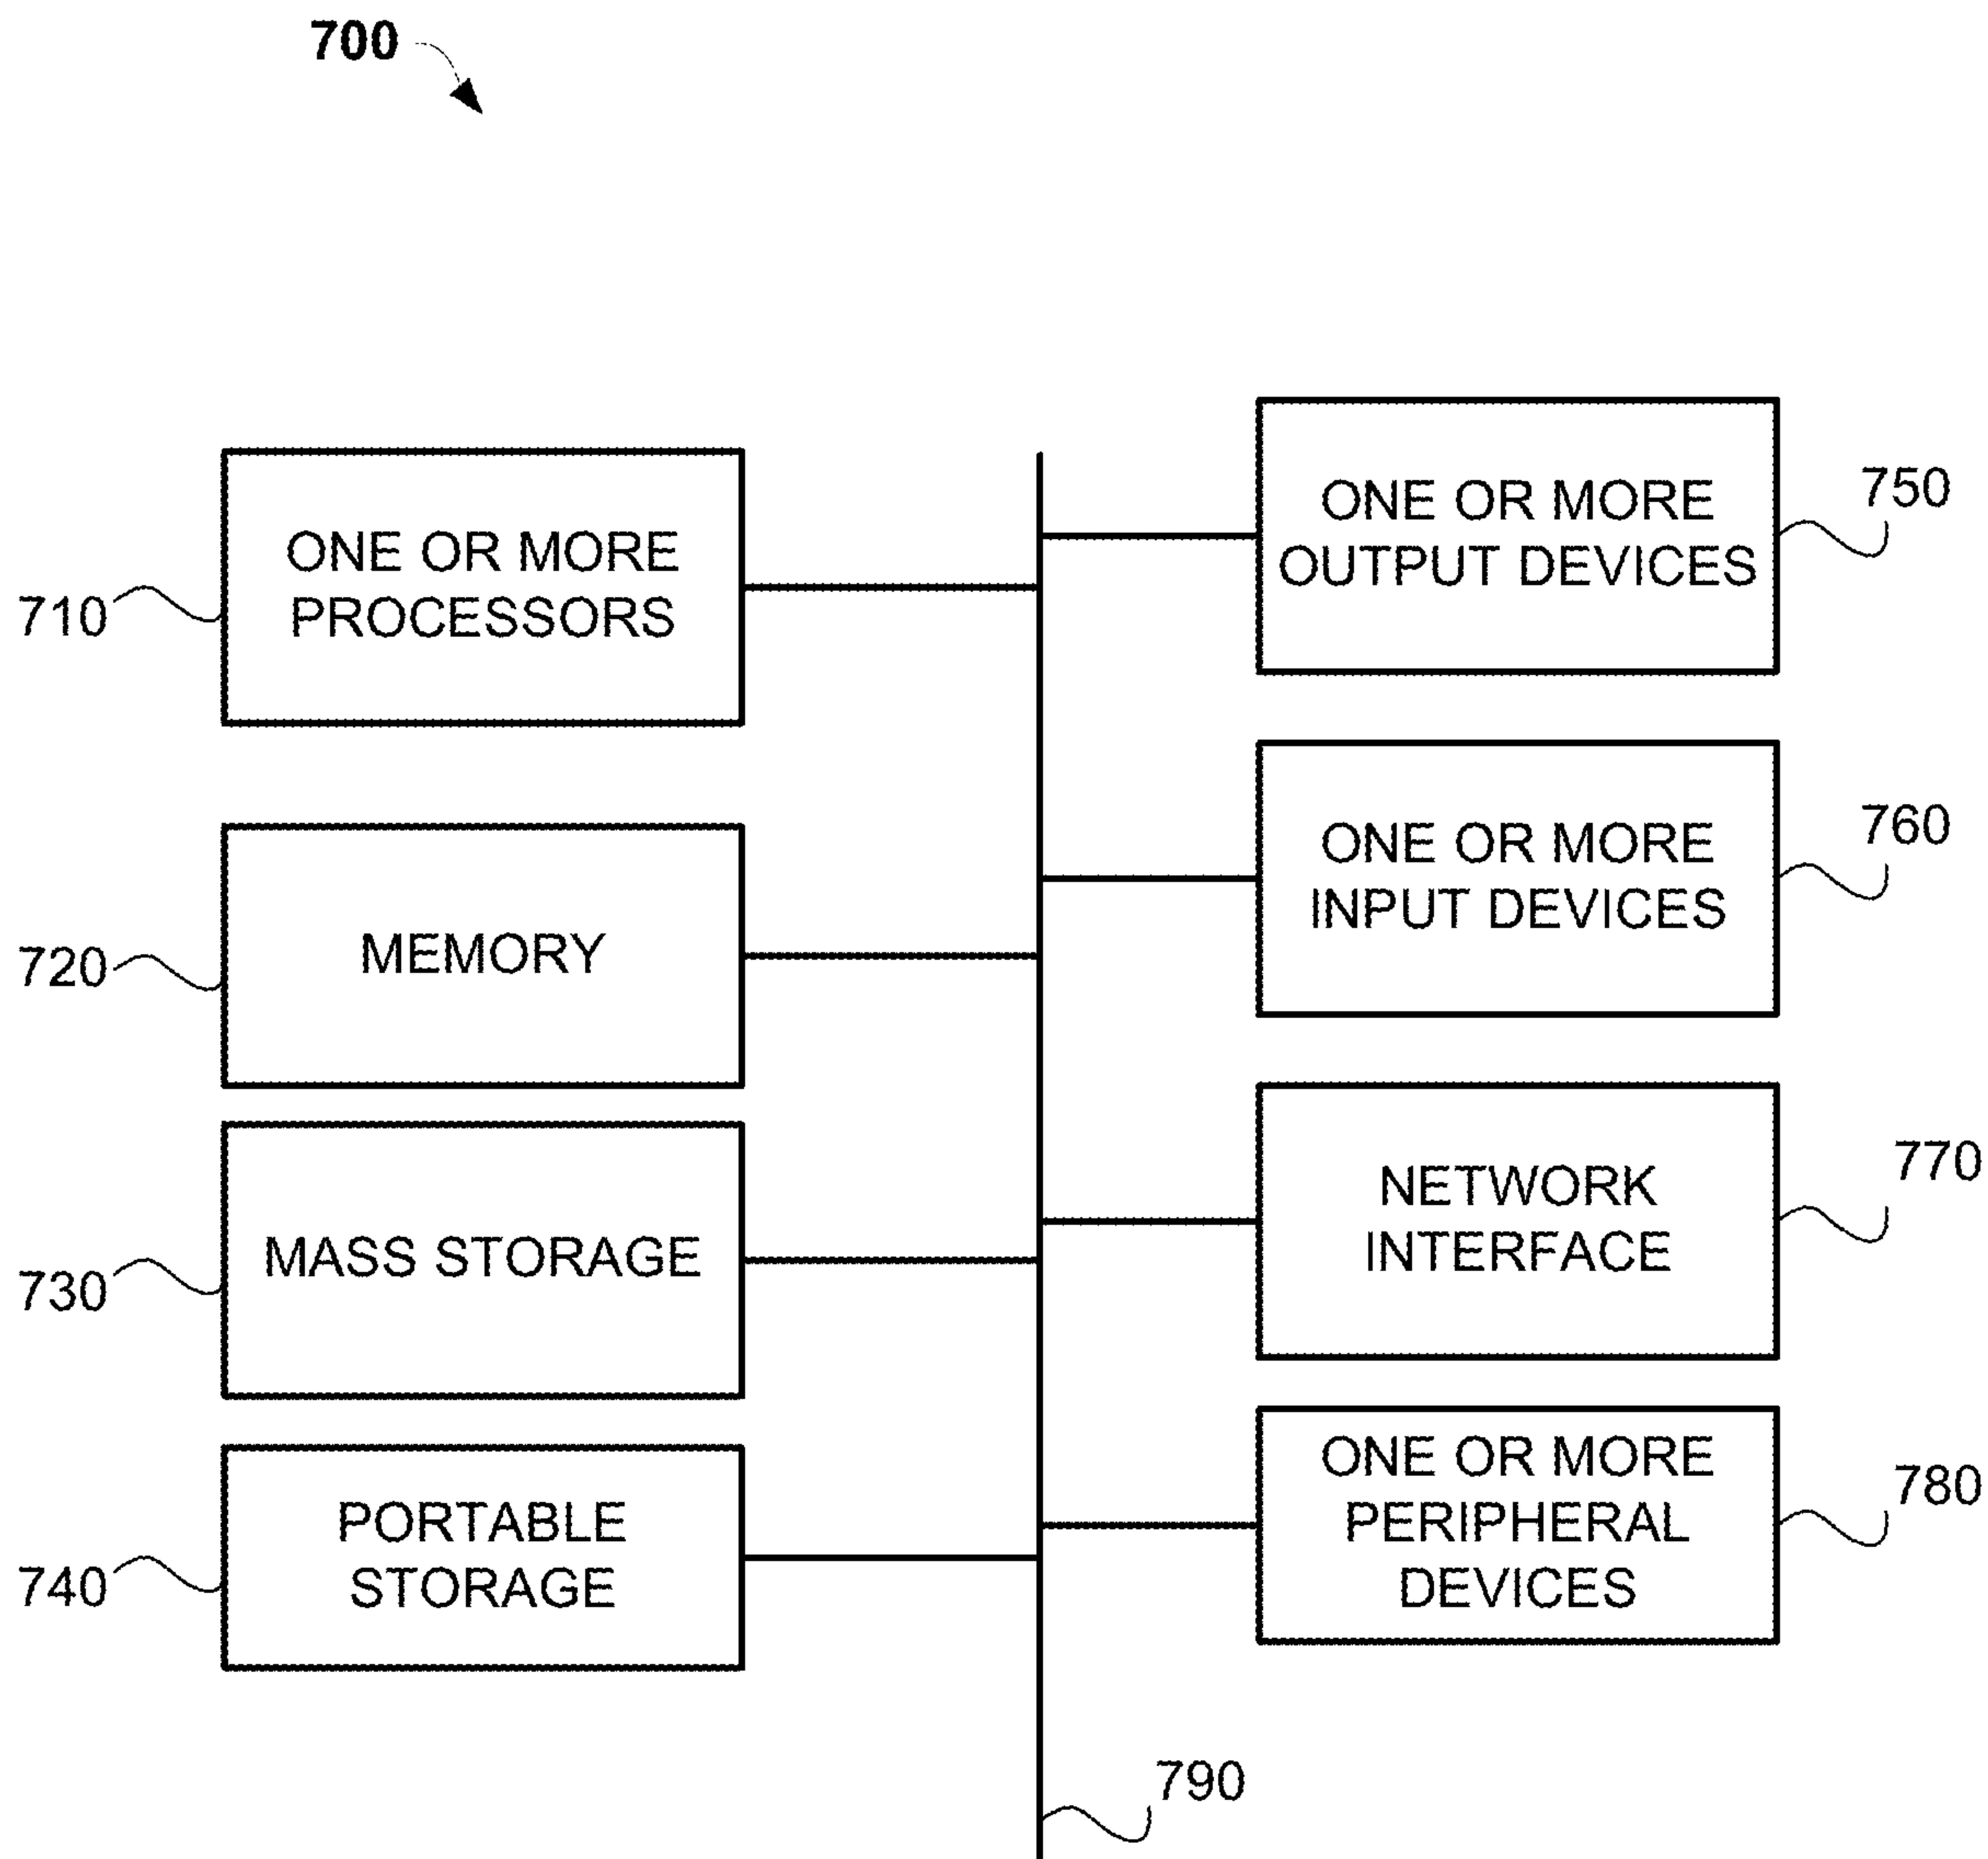 700
ONE OR MORE
PROCESSORS
710
MEMORY
720
MASS STORAGE
730
PORTABLE
STORAGE
740
ONE OR MORE
OUTPUT DEVICES
750
ONE OR MORE
INPUT DEVICES
760
NETWORK
INTERFACE
770
ONE OR MORE
PERIPHERAL
DEVICES
780
790